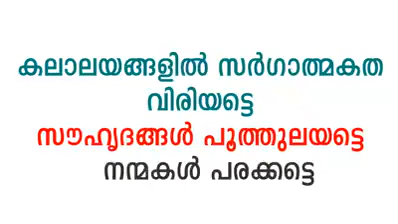 കലാലയങ്ങളിൽ സർഗാത്മകത
വിരിയട്ടെ
സൗഹൃദങ്ങൾ പൂത്തുലയട്ടെ
നന്മകൾ പരക്കട്ടെ